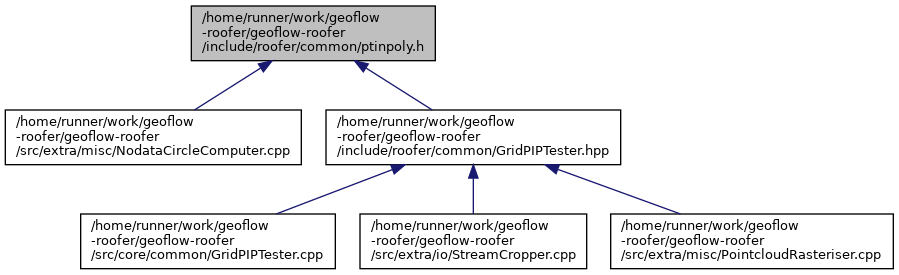 /home/runner/work/geoflow
-roofer/geoflow-roofer
/include/roofer/common/ptinpoly.h
/home/runner/work/geoflow
-roofer/geoflow-roofer
/src/extra/misc/NodataCircleComputer.cpp
/home/runner/work/geoflow
-roofer/geoflow-roofer
/include/roofer/common/GridPIPTester.hpp
/home/runner/work/geoflow
-roofer/geoflow-roofer
/src/core/common/GridPIPTester.cpp
/home/runner/work/geoflow
-roofer/geoflow-roofer
/src/extra/io/StreamCropper.cpp
/home/runner/work/geoflow
-roofer/geoflow-roofer
/src/extra/misc/PointcloudRasteriser.cpp